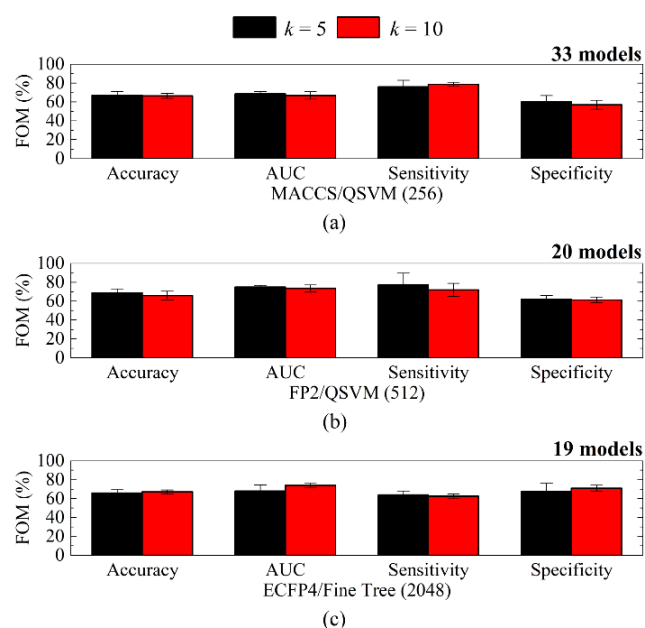 k = 5 k = 10
33 models
FOM (%)
100
80
60
40
20
0
Accuracy AUC Sensitivity Specificity
MACCS/QSVM (256)
(a)
20 models
FOM (%)
100
80
60
40
20
0
Accuracy AUC Sensitivity Specificity
FP2/QSVM (512)
(b)
19 models
FOM (%)
100
80
60
40
20
0
Accuracy AUC Sensitivity Specificity
ECFP4/Fine Tree (2048)
(c)